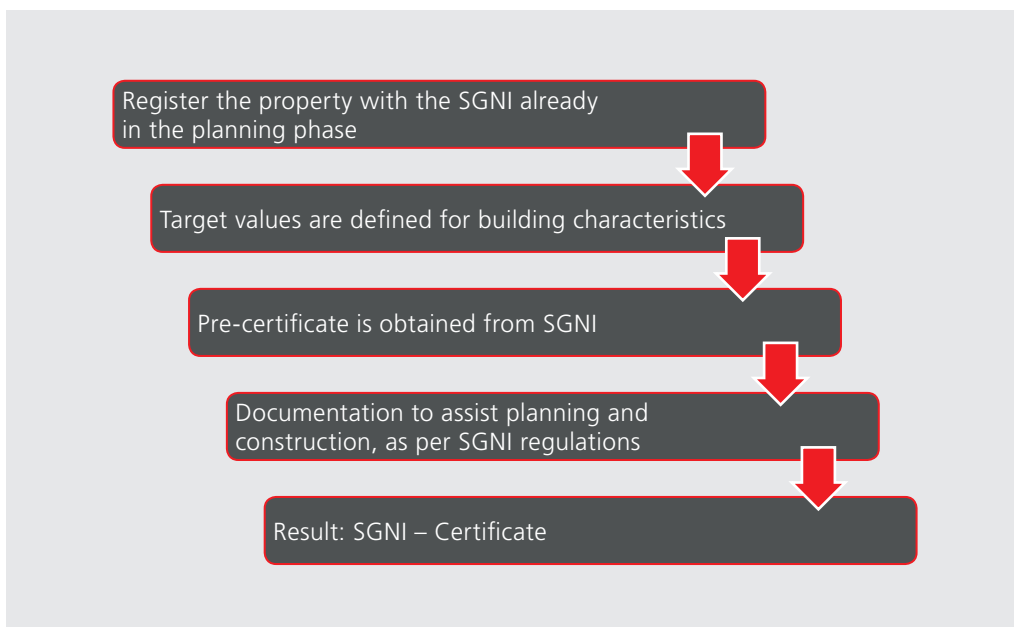 Register the property with the SGNI already
in the planning phase
Target values are defined for building characteristics
Pre-certificate is obtained from SGNI
Documentation to assist planning and
construction, as per SGNI regulations
Result: SGNI – Certificate